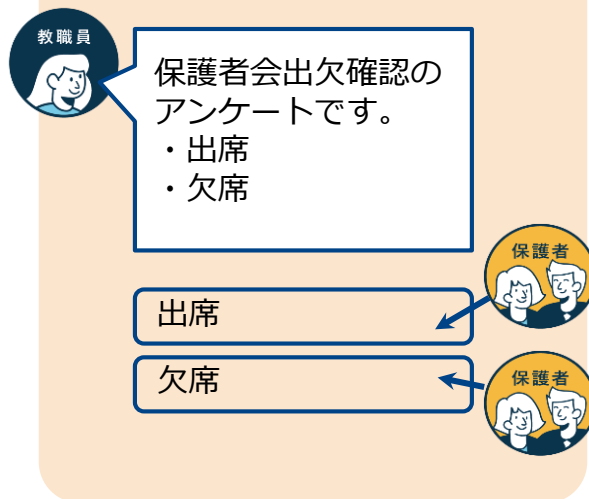 教職員
保護者会出欠確認の
アンケートです。
・出席
・欠席
保護者
出席
欠席
保護者